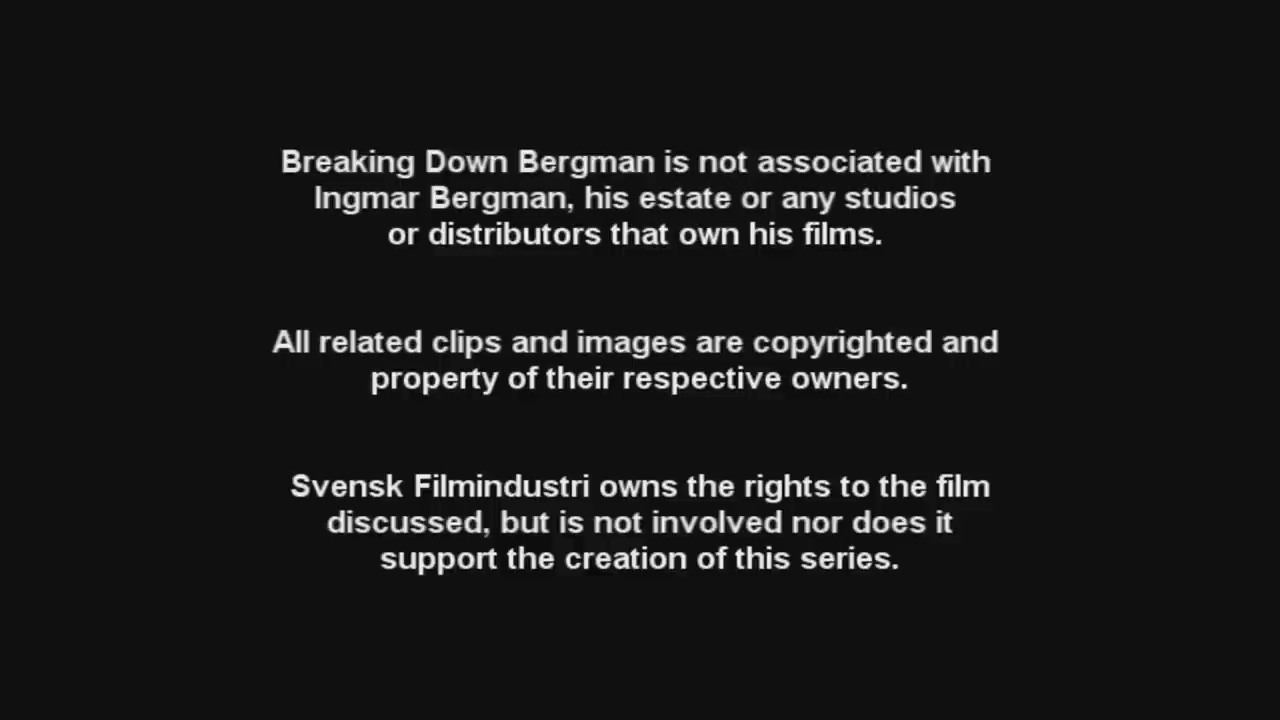 Breaking Down Bergman is not associated with
Ingmar Bergman, his estate or any studios
or distributors that own his films.
All related clips and images are copyrighted and
property of their respective owners.
Svensk Filmindustri owns the rights to the film
discussed, but is not involved nor does it
support the creation of this series.